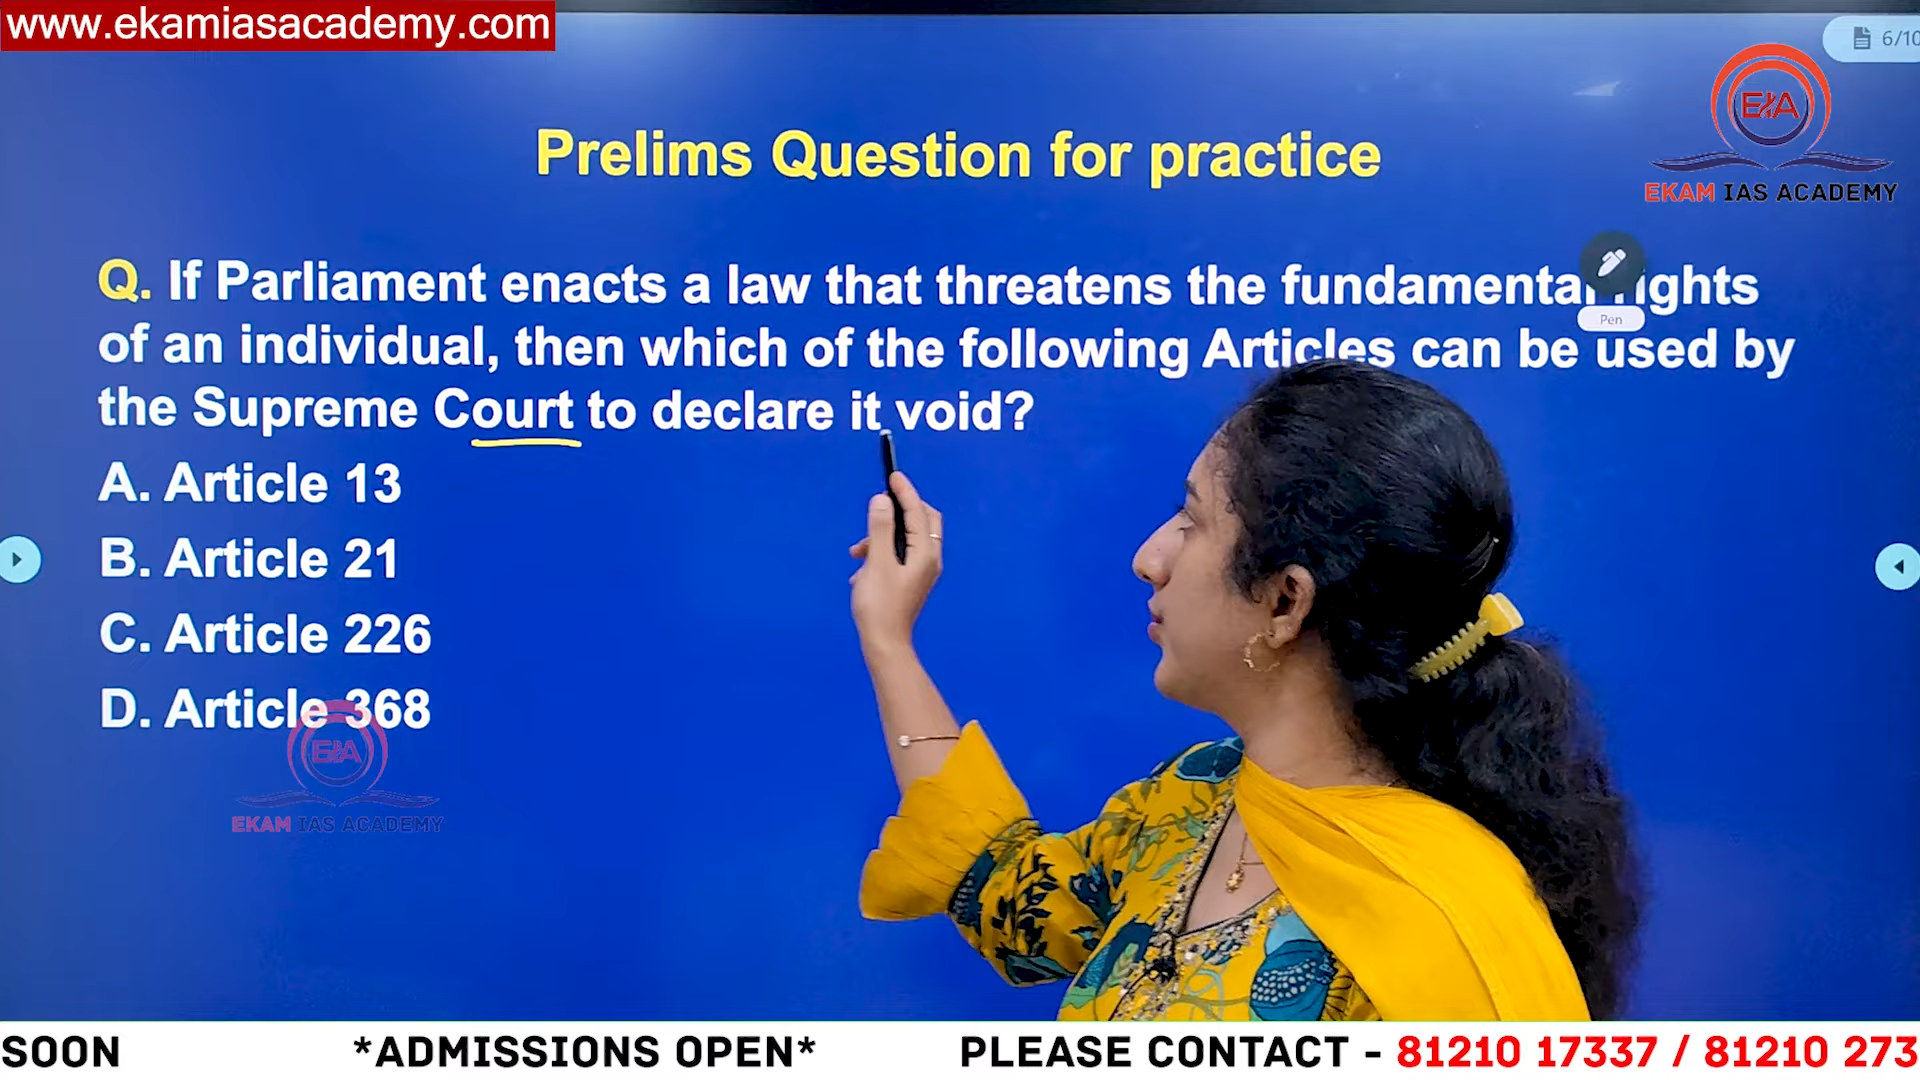 www.ekamiasacademy.com
6/10
EIA
EKAM IAS ACADEMY
Prelims Question for practice
Q. If Parliament enacts a law that threatens the fundamental rights
Pen
of an individual, then which of the following Articles can be used by
the Supreme Court to declare it void?
A. Article 13
B. Article 21
C. Article 226
D. Article 368
EIA
EKAM IAS ACADEMY
SOON *ADMISSIONS OPEN* PLEASE CONTACT - 81210 17337 / 81210 273